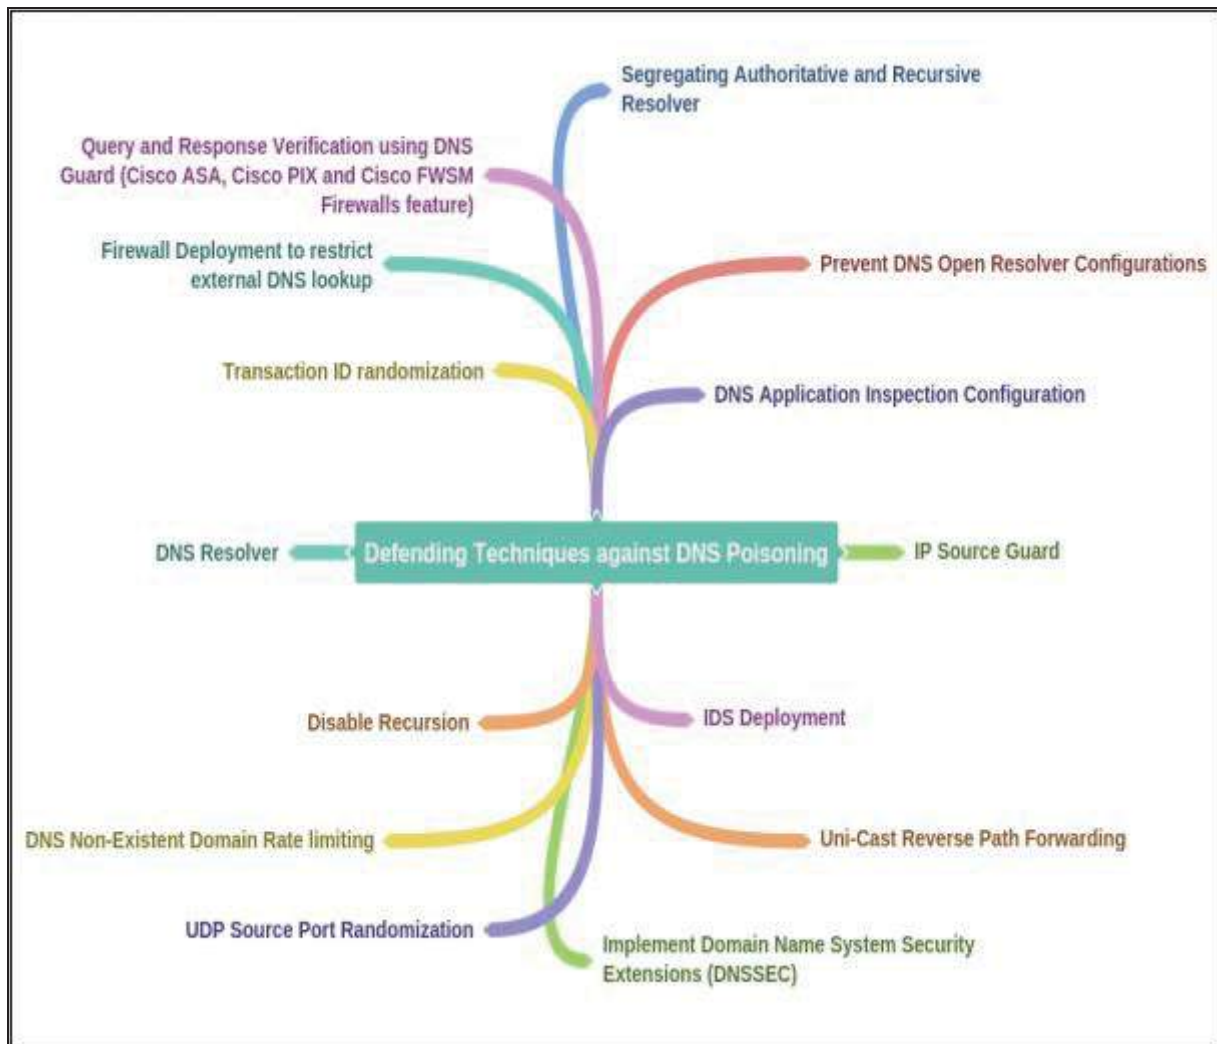 Segregating Authoritative and Recursive
Resolver
Query and Response Verification using DNS
Guard (Cisco ASA, Cisco PIX and Cisco FWSM
Firewalls feature)
Firewall Deployment to restrict
external DNS lookup
Prevent DNS Open Resolver Configurations
Transaction ID randomization
DNS Application Inspection Configuration
DNS Resolver
Defending Techniques against DNS Poisoning
IP Source Guard
Disable Recursion
IDS Deployment
DNS Non-Existent Domain Rate limiting
Uni-Cast Reverse Path Forwarding
UDP Source Port Randomization
Implement Domain Name System Security
Extensions (DNSSEC)